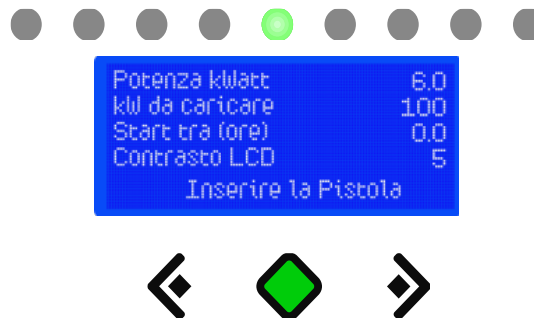 Potenza kWatt 6.0
kW da caricare 100
Start tra (ore) 0.0
Contrasto LCD 5
Inserire la Pistola